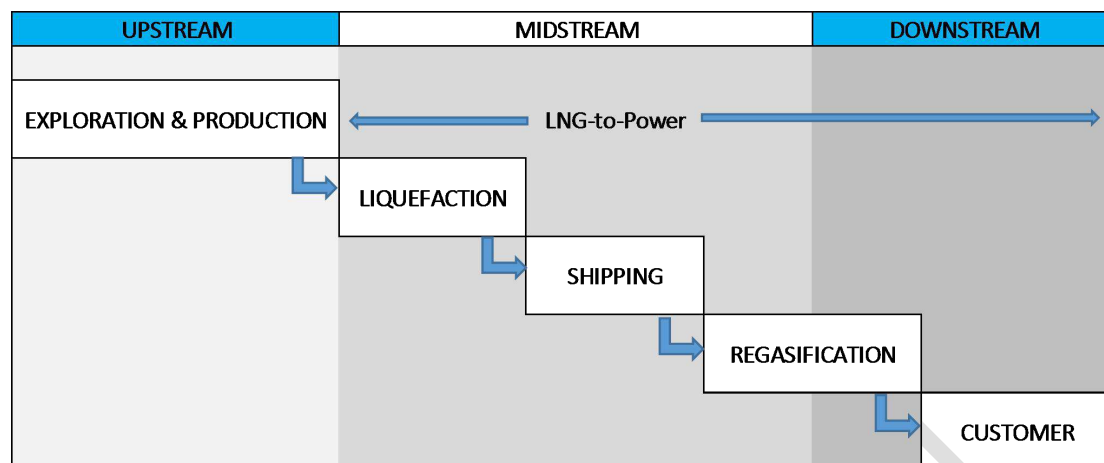 UPSTREAM
MIDSTREAM
DOWNSTREAM
EXPLORATION & PRODUCTION
LNG-to-Power
LIQUEFACTION
SHIPPING
REGASIFICATION
CUSTOMER